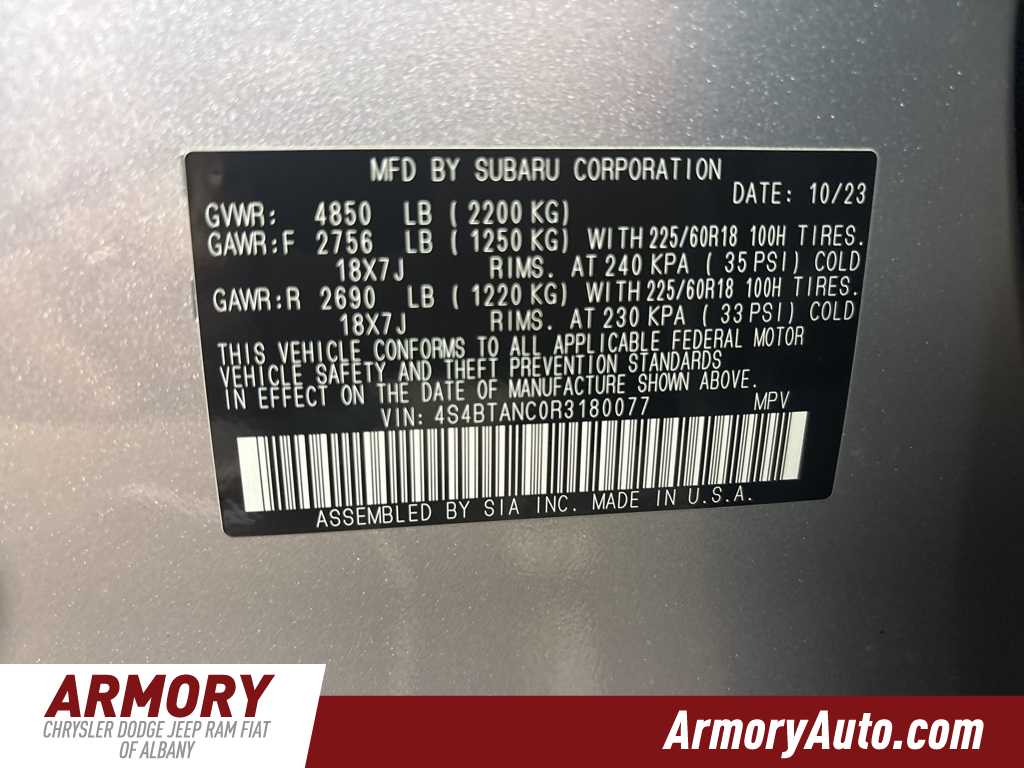 MFD BY SUBARU CORPORATION
DATE: 10/23
GVWR: 4850 LB ( 2200 KG)
GAWR:F 2756 LB ( 1250 KG) WITH 225/60R18 100H TIRES.
18X7J RIMS. AT 240 KPA ( 35 PSI) COLD
GAWR:R 2690 LB ( 1220 KG) WITH 225/60R18 100H TIRES.
18X7J RIMS. AT 230 KPA ( 33 PSI) COLD
THIS VEHICLE CONFORMS TO ALL APPLICABLE FEDERAL MOTOR
VEHICLE SAFETY AND THEFT PREVENTION STANDARDS
IN EFFECT ON THE DATE OF MANUFACTURE SHOWN ABOVE.
VIN: 4S4BTANC0R3180077 MPV
ASSEMBLED BY SIA INC. MADE IN U.S.A.
ARMORY
CHRYSLER DODGE JEEP RAM FIAT
OF ALBANY
ArmoryAuto.com